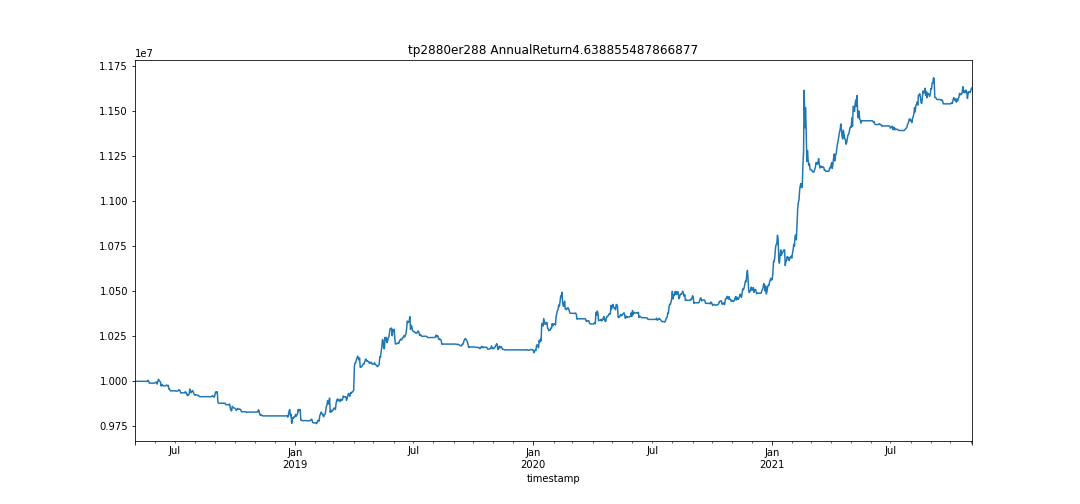 tp2880er288 AnnualReturn4.638855487866877
1e7
1.175
1.150
1.125
1.100
1.075
1.050
1.025
1.000
0.975
Jul Jan Jul Jan Jul Jan Jul
2019 2020 2021
timestamp